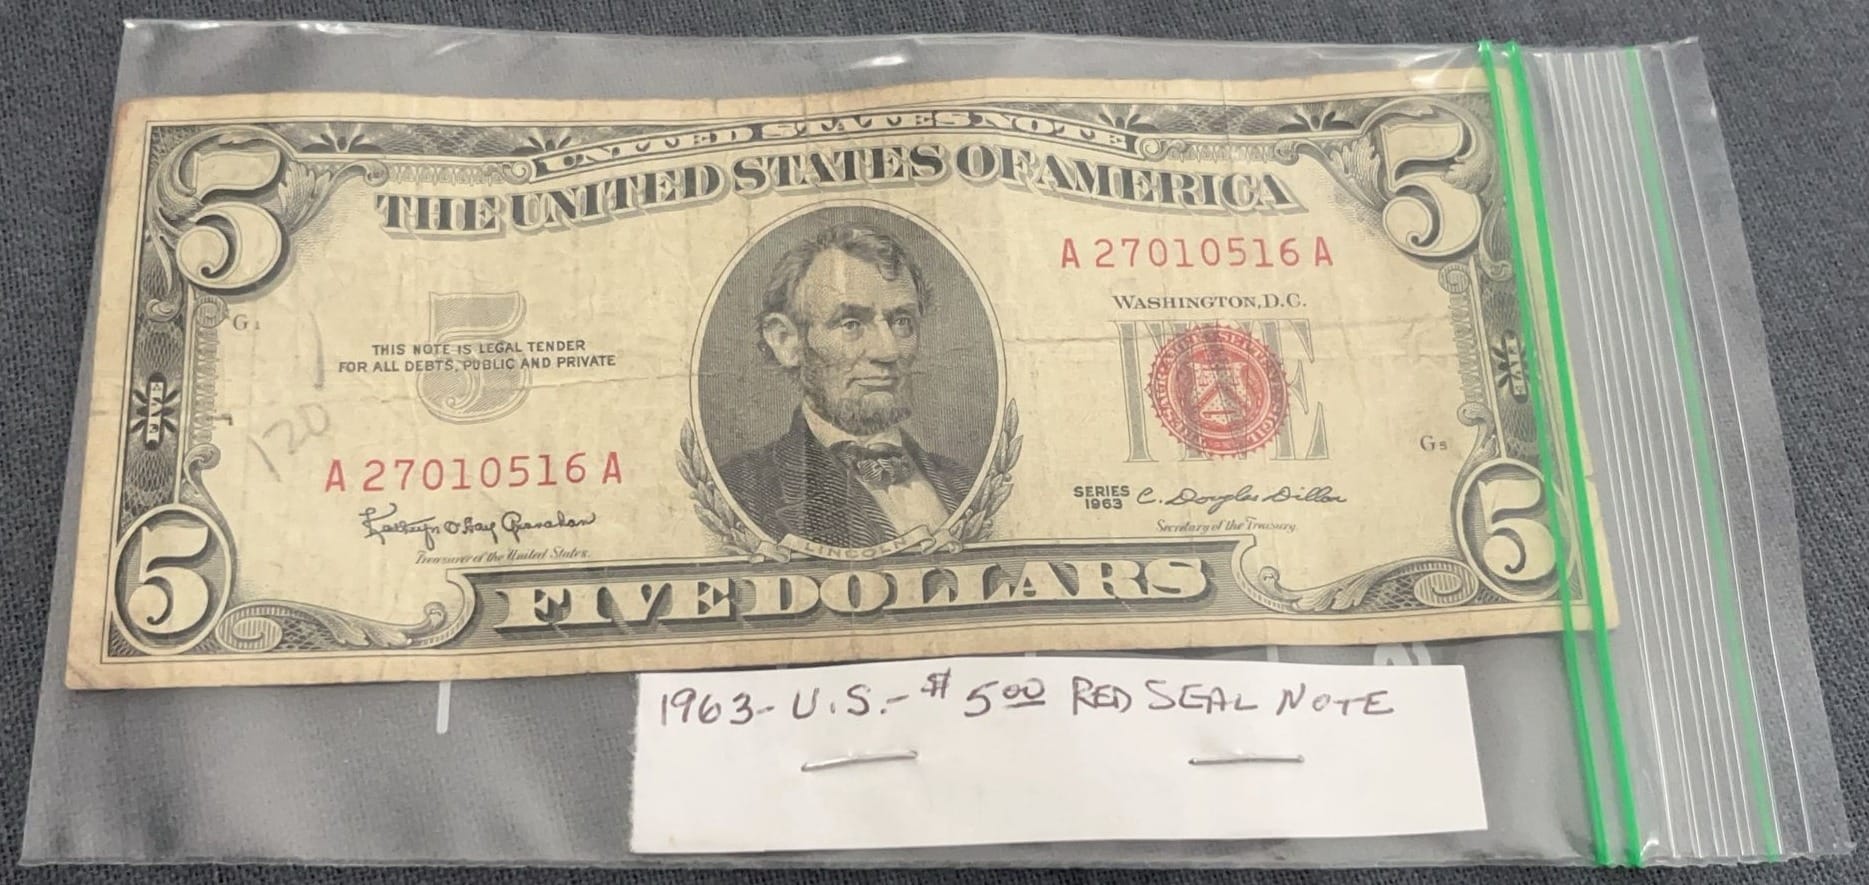 5 UNITED STATES NOTE 5
THE UNITED STATES OF AMERICA
A 27010516 A
WASHINGTON, D.C.
G1
5
THIS NOTE IS LEGAL TENDER
FOR ALL DEBTS, PUBLIC AND PRIVATE
FIVE
FIVE
FIVE
120
G5
A 27010516 A
SERIES
1963
C. Douglas Dillon
Secretary of the Treasury.
Kathryn O'Hay Granahan
Treasurer of the United States.
LINCOLN
5 FIVE DOLLARS 5
1963- U.S.- $5.00 RED SEAL NOTE